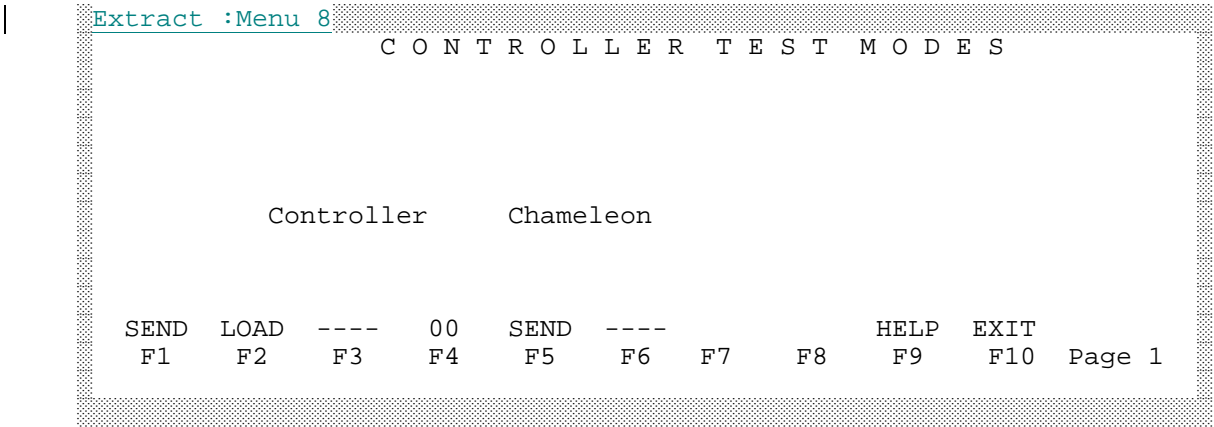 Extract :Menu 8
C O N T R O L L E R  T E S T  M O D E S
Controller Chameleon
SEND LOAD ---- 00 SEND ---- HELP EXIT
F1 F2 F3 F4 F5 F6 F7 F8 F9 F10 Page 1